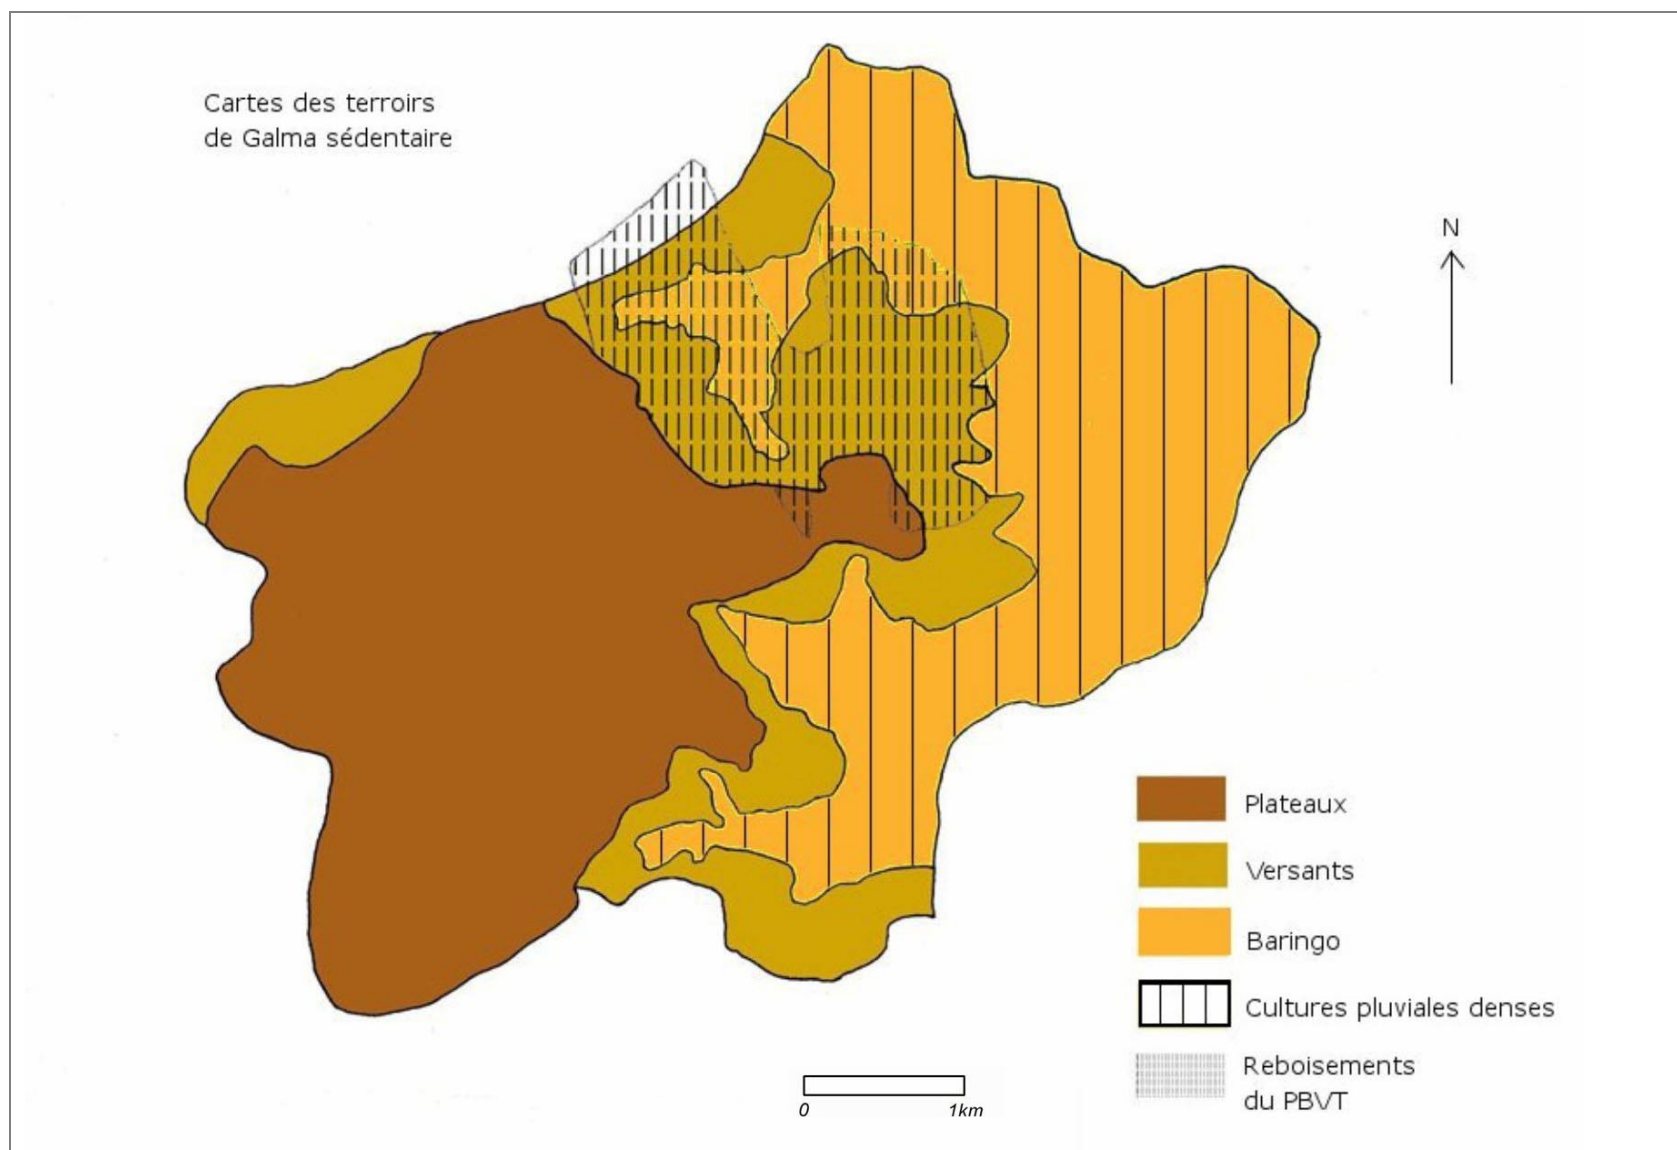 Cartes des terroirs
de Galma sédentaire
N
Plateaux
Versants
Baringo
Cultures pluviales denses
Reboisements
du PBVT
0 1km